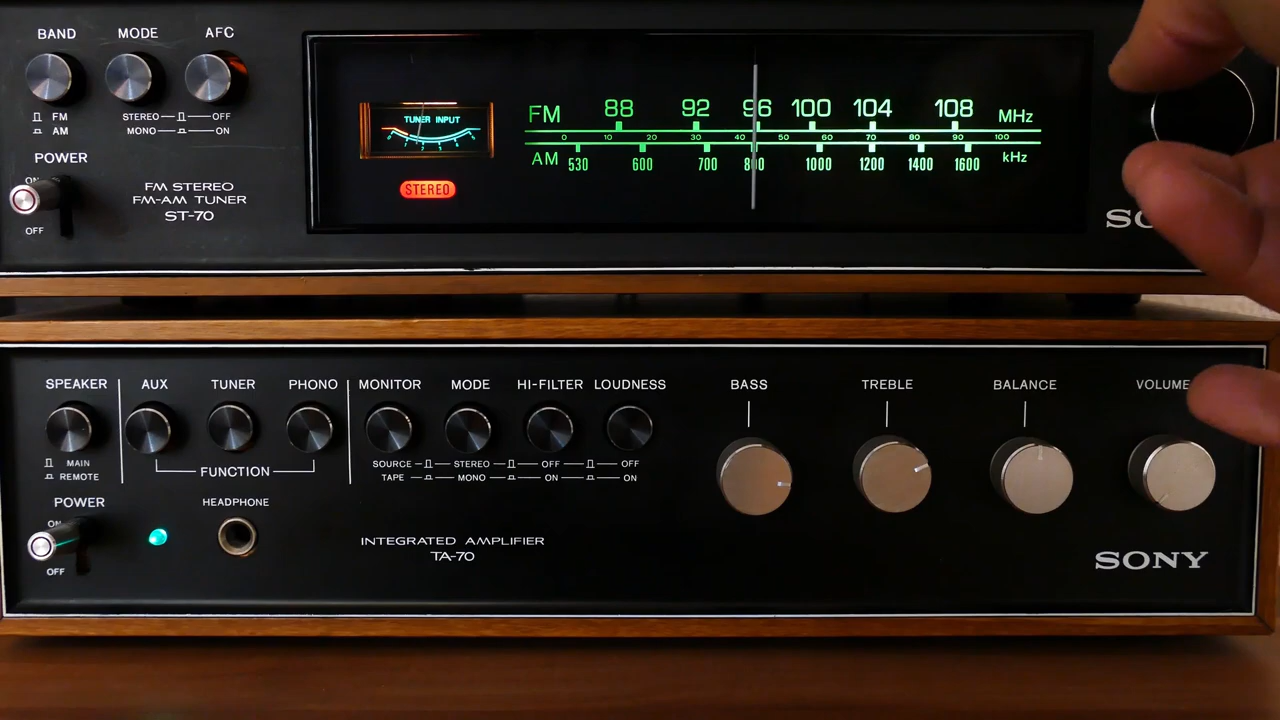 BAND MODE AFC
FM STEREO OFF
AM MONO ON
POWER
ON
OFF
FM STEREO
FM-AM TUNER
ST-70
TUNER INPUT
STEREO
FM 88 92 96 100 104 108 MHz
0 10 20 30 40 50 60 70 80 90 100
AM 530 600 700 800 1000 1200 1400 1600 kHz
SO
SPEAKER AUX TUNER PHONO MONITOR MODE HI-FILTER LOUDNESS BASS TREBLE BALANCE VOLUME
MAIN FUNCTION SOURCE STEREO OFF OFF
REMOTE TAPE MONO ON ON
POWER HEADPHONE
ON
OFF
INTEGRATED AMPLIFIER
TA-70
SONY